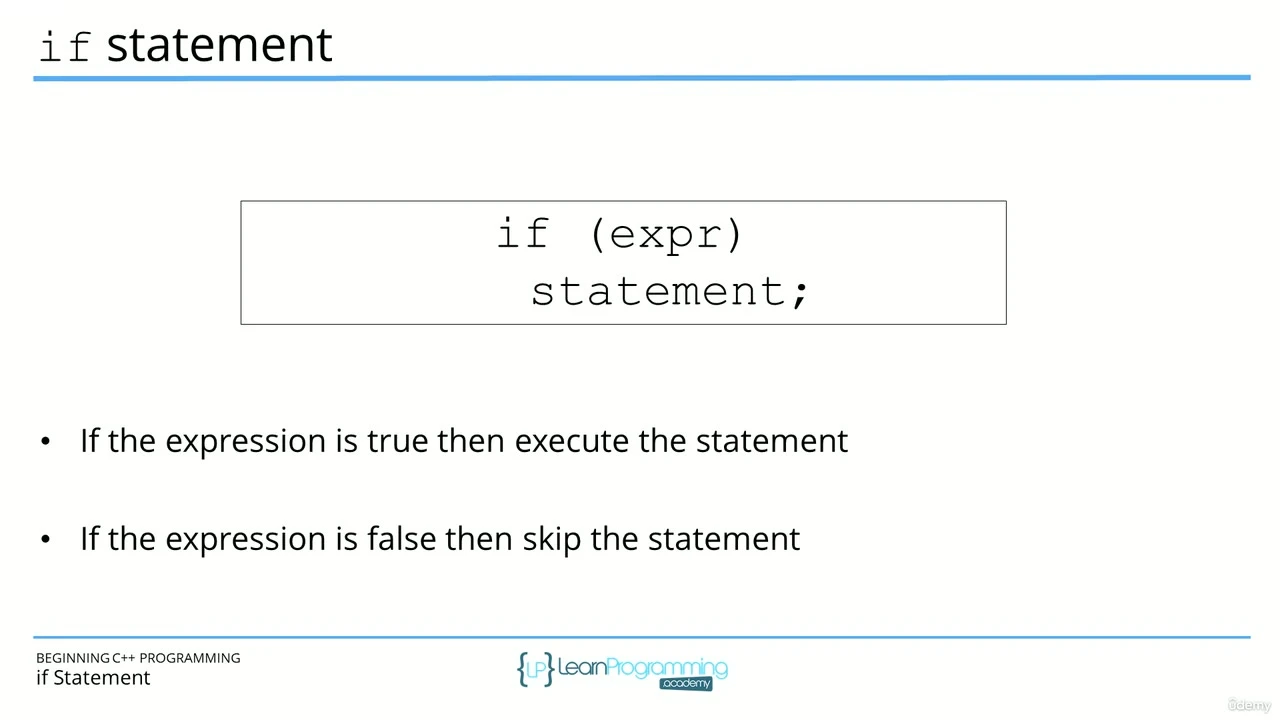 if statement
if (expr)
statement;
• If the expression is true then execute the statement
• If the expression is false then skip the statement
BEGINNING C++ PROGRAMMING
if Statement
{LP} LearnProgramming
.academy
ûdemy